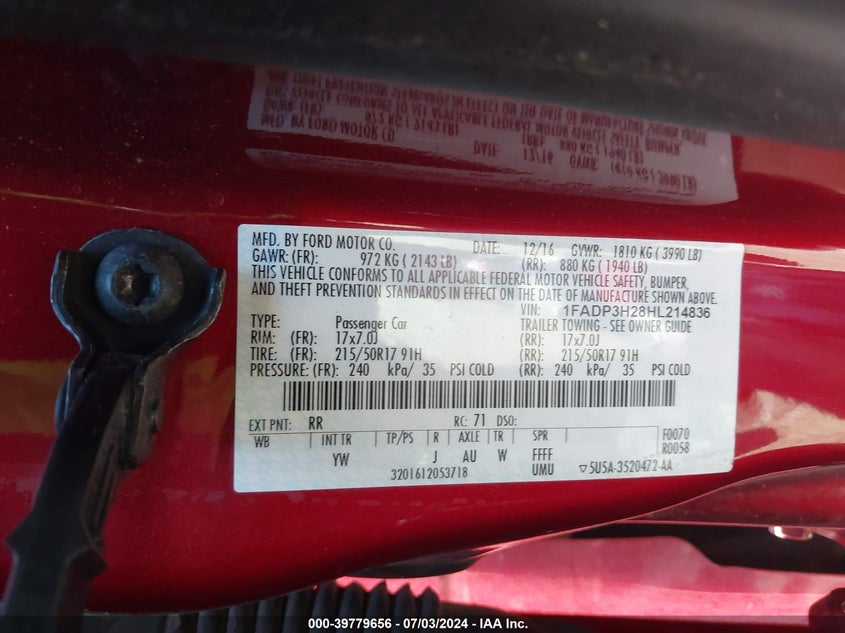 MFD. BY FORD MOTOR CO. DATE: 12/16 GVWR: 1810 KG ( 3990 LB)
GAWR: (FR): 972 KG ( 2143 LB) (RR): 880 KG ( 1940 LB)
THIS VEHICLE CONFORMS TO ALL APPLICABLE FEDERAL MOTOR VEHICLE SAFETY, BUMPER,
AND THEFT PREVENTION STANDARDS IN EFFECT ON THE DATE OF MANUFACTURE SHOWN ABOVE.
VIN: 1FADP3H28HL214836
TYPE: Passenger Car TRAILER TOWING - SEE OWNER GUIDE
RIM: (FR): 17x7.0J (RR): 17x7.0J
TIRE: (FR): 215/50R17 91H (RR): 215/50R17 91H
PRESSURE: (FR): 240 kPa/ 35 PSI COLD (RR): 240 kPa/ 35 PSI COLD
EXT PNT: RR RC: 71 DSO: F0070
WB INT TR TP/PS R AXLE TR SPR R0058
YW J AU W FFFF
3201612053718 UMU ▽5U5A-3520472-AA
000-39779656 - 07/03/2024 - IAA Inc.